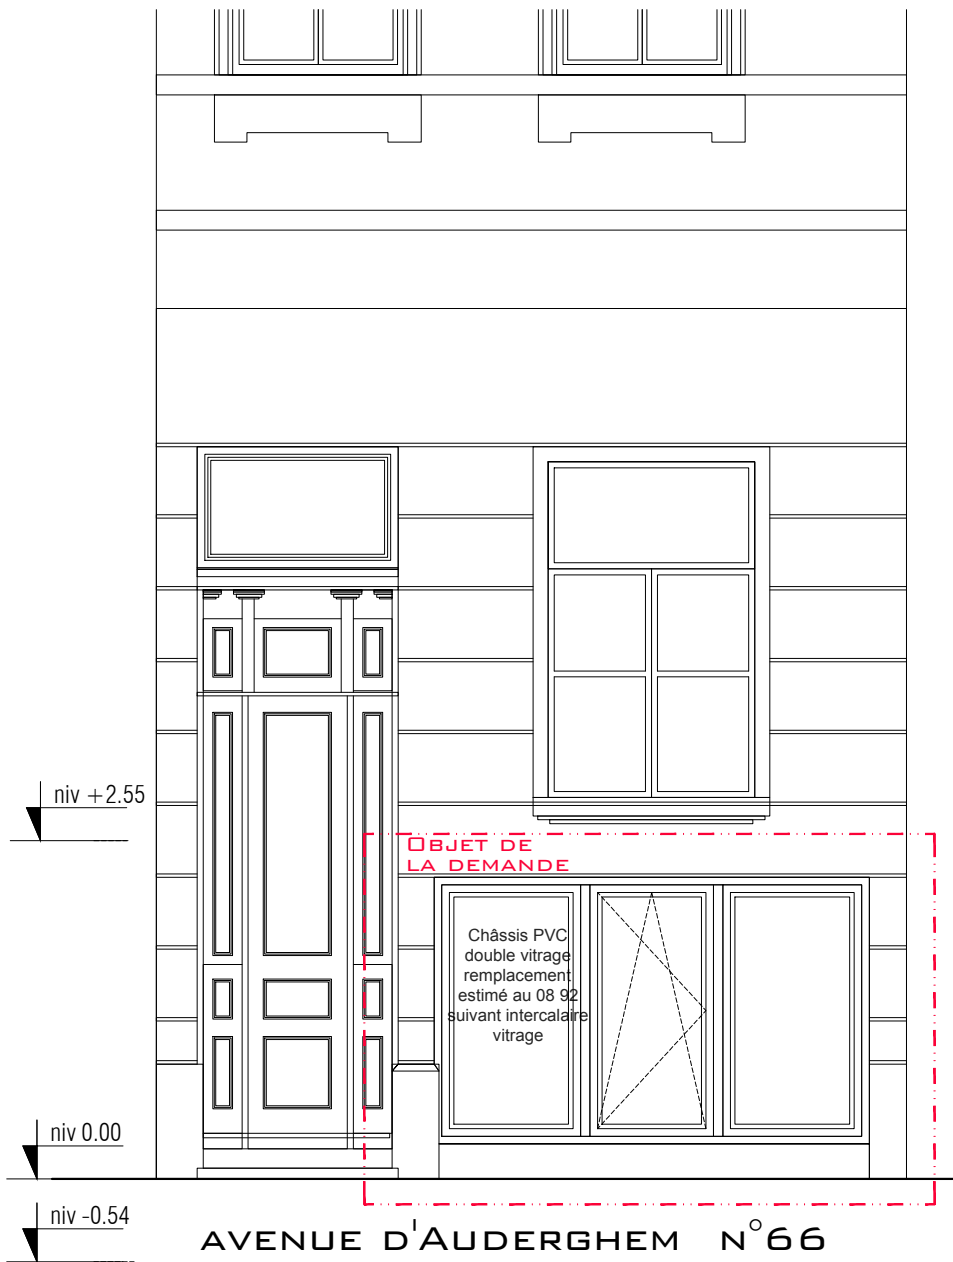 niv +2.55
OBJET DE
LA DEMANDE
Châssis PVC
double vitrage
remplacement
estimé au 08 92
suivant intercalaire
vitrage
niv 0.00
niv -0.54
AVENUE D'AUDERGHEM N°66